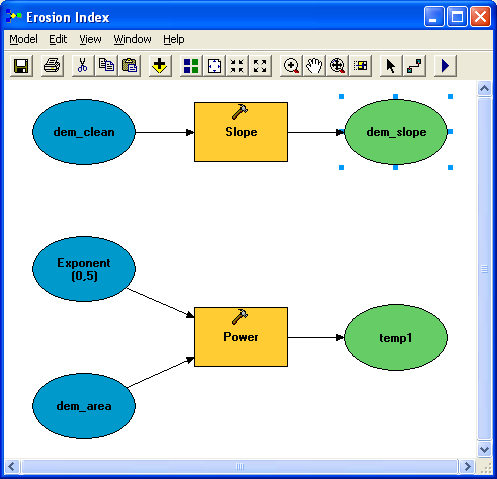 Erosion Index
Model Edit View Window Help
dem_clean
Slope
dem_slope
Exponent
(0,5)
Power
temp1
dem_area